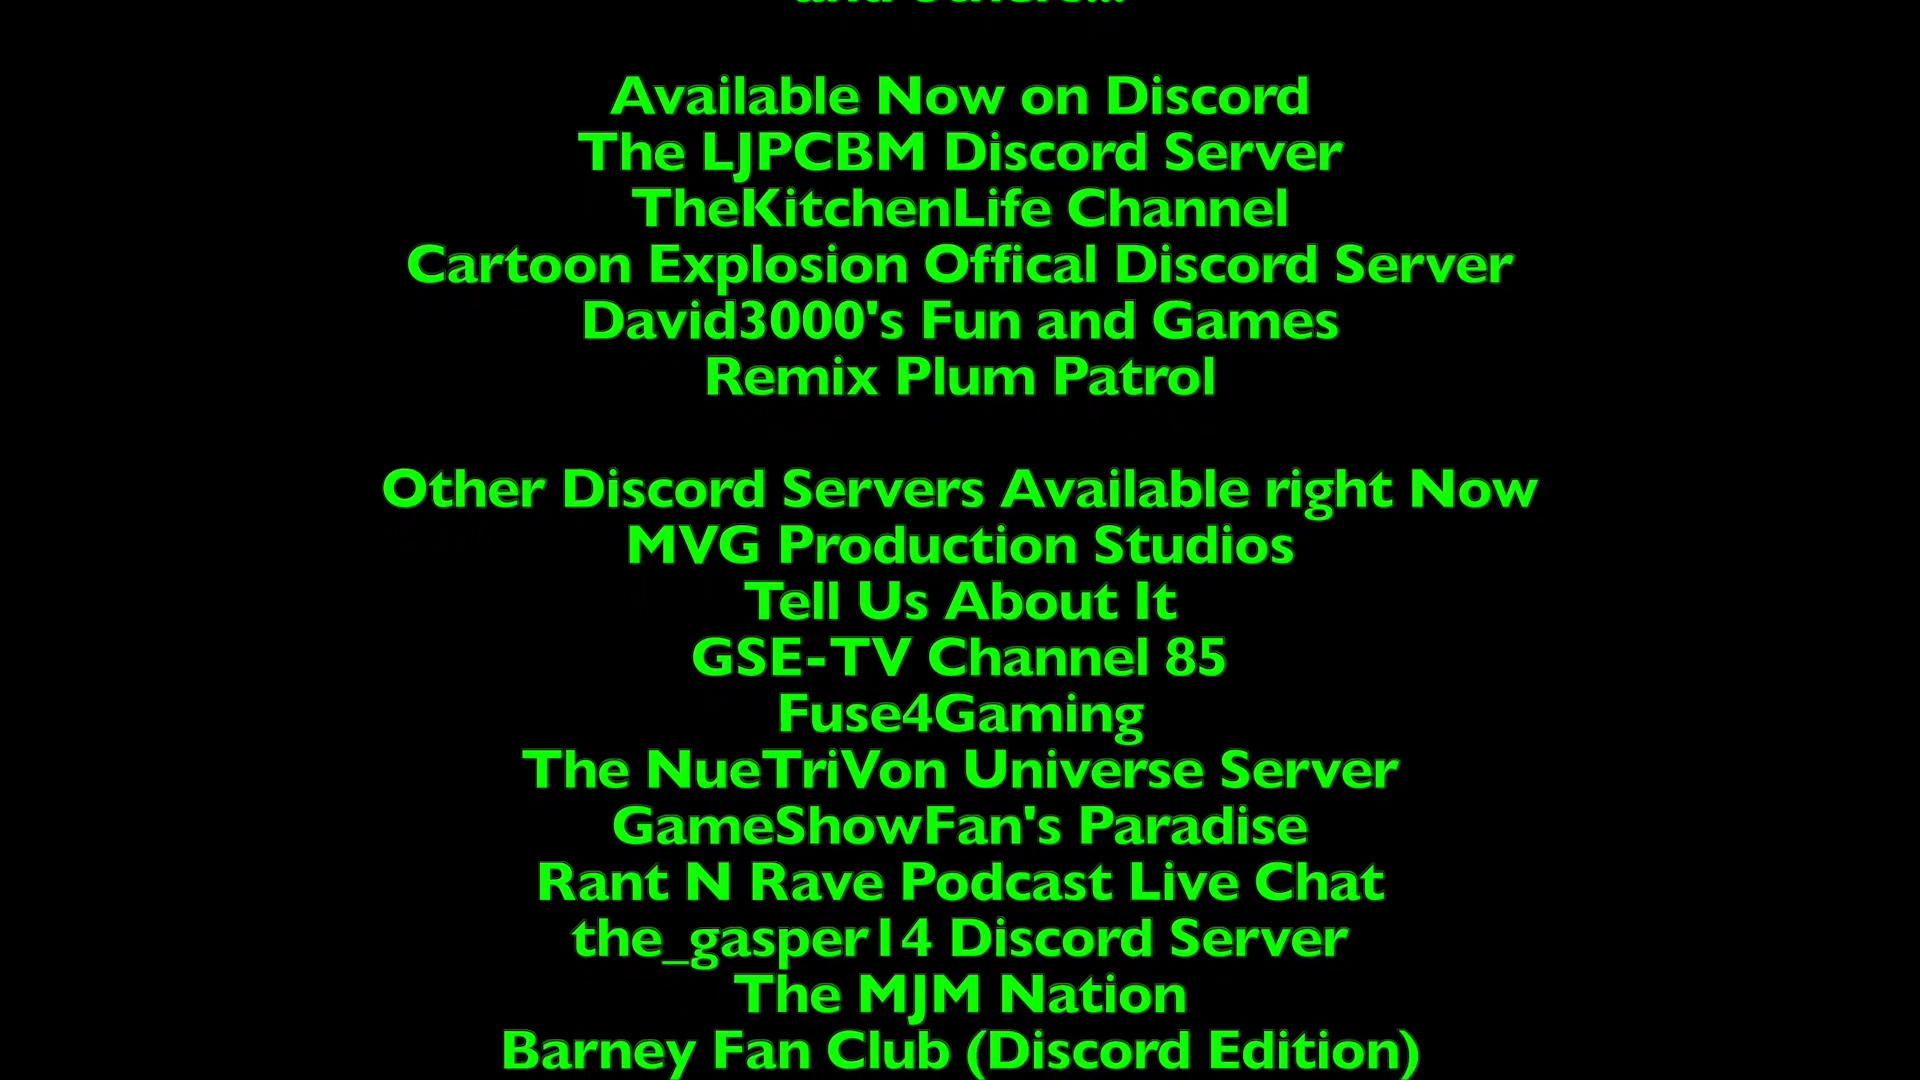 and others...
Available Now on Discord
The LJPCBM Discord Server
TheKitchenLife Channel
Cartoon Explosion Offical Discord Server
David3000's Fun and Games
Remix Plum Patrol
Other Discord Servers Available right Now
MVG Production Studios
Tell Us About It
GSE-TV Channel 85
Fuse4Gaming
The NueTriVon Universe Server
GameShowFan's Paradise
Rant N Rave Podcast Live Chat
the_gasper14 Discord Server
The MJM Nation
Barney Fan Club (Discord Edition)